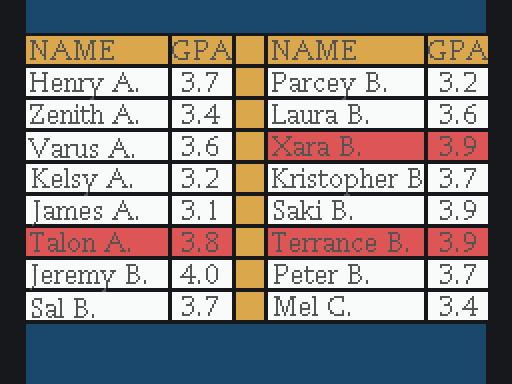 NAME GPA NAME GPA
Henry A. 3.7 Parcey B. 3.2
Zenith A. 3.4 Laura B. 3.6
Varus A. 3.6 Xara B. 3.9
Kelsy A. 3.2 Kristopher B 3.7
James A. 3.1 Saki B. 3.9
Talon A. 3.8 Terrance B. 3.9
Jeremy B. 4.0 Peter B. 3.7
Sal B. 3.7 Mel C. 3.4